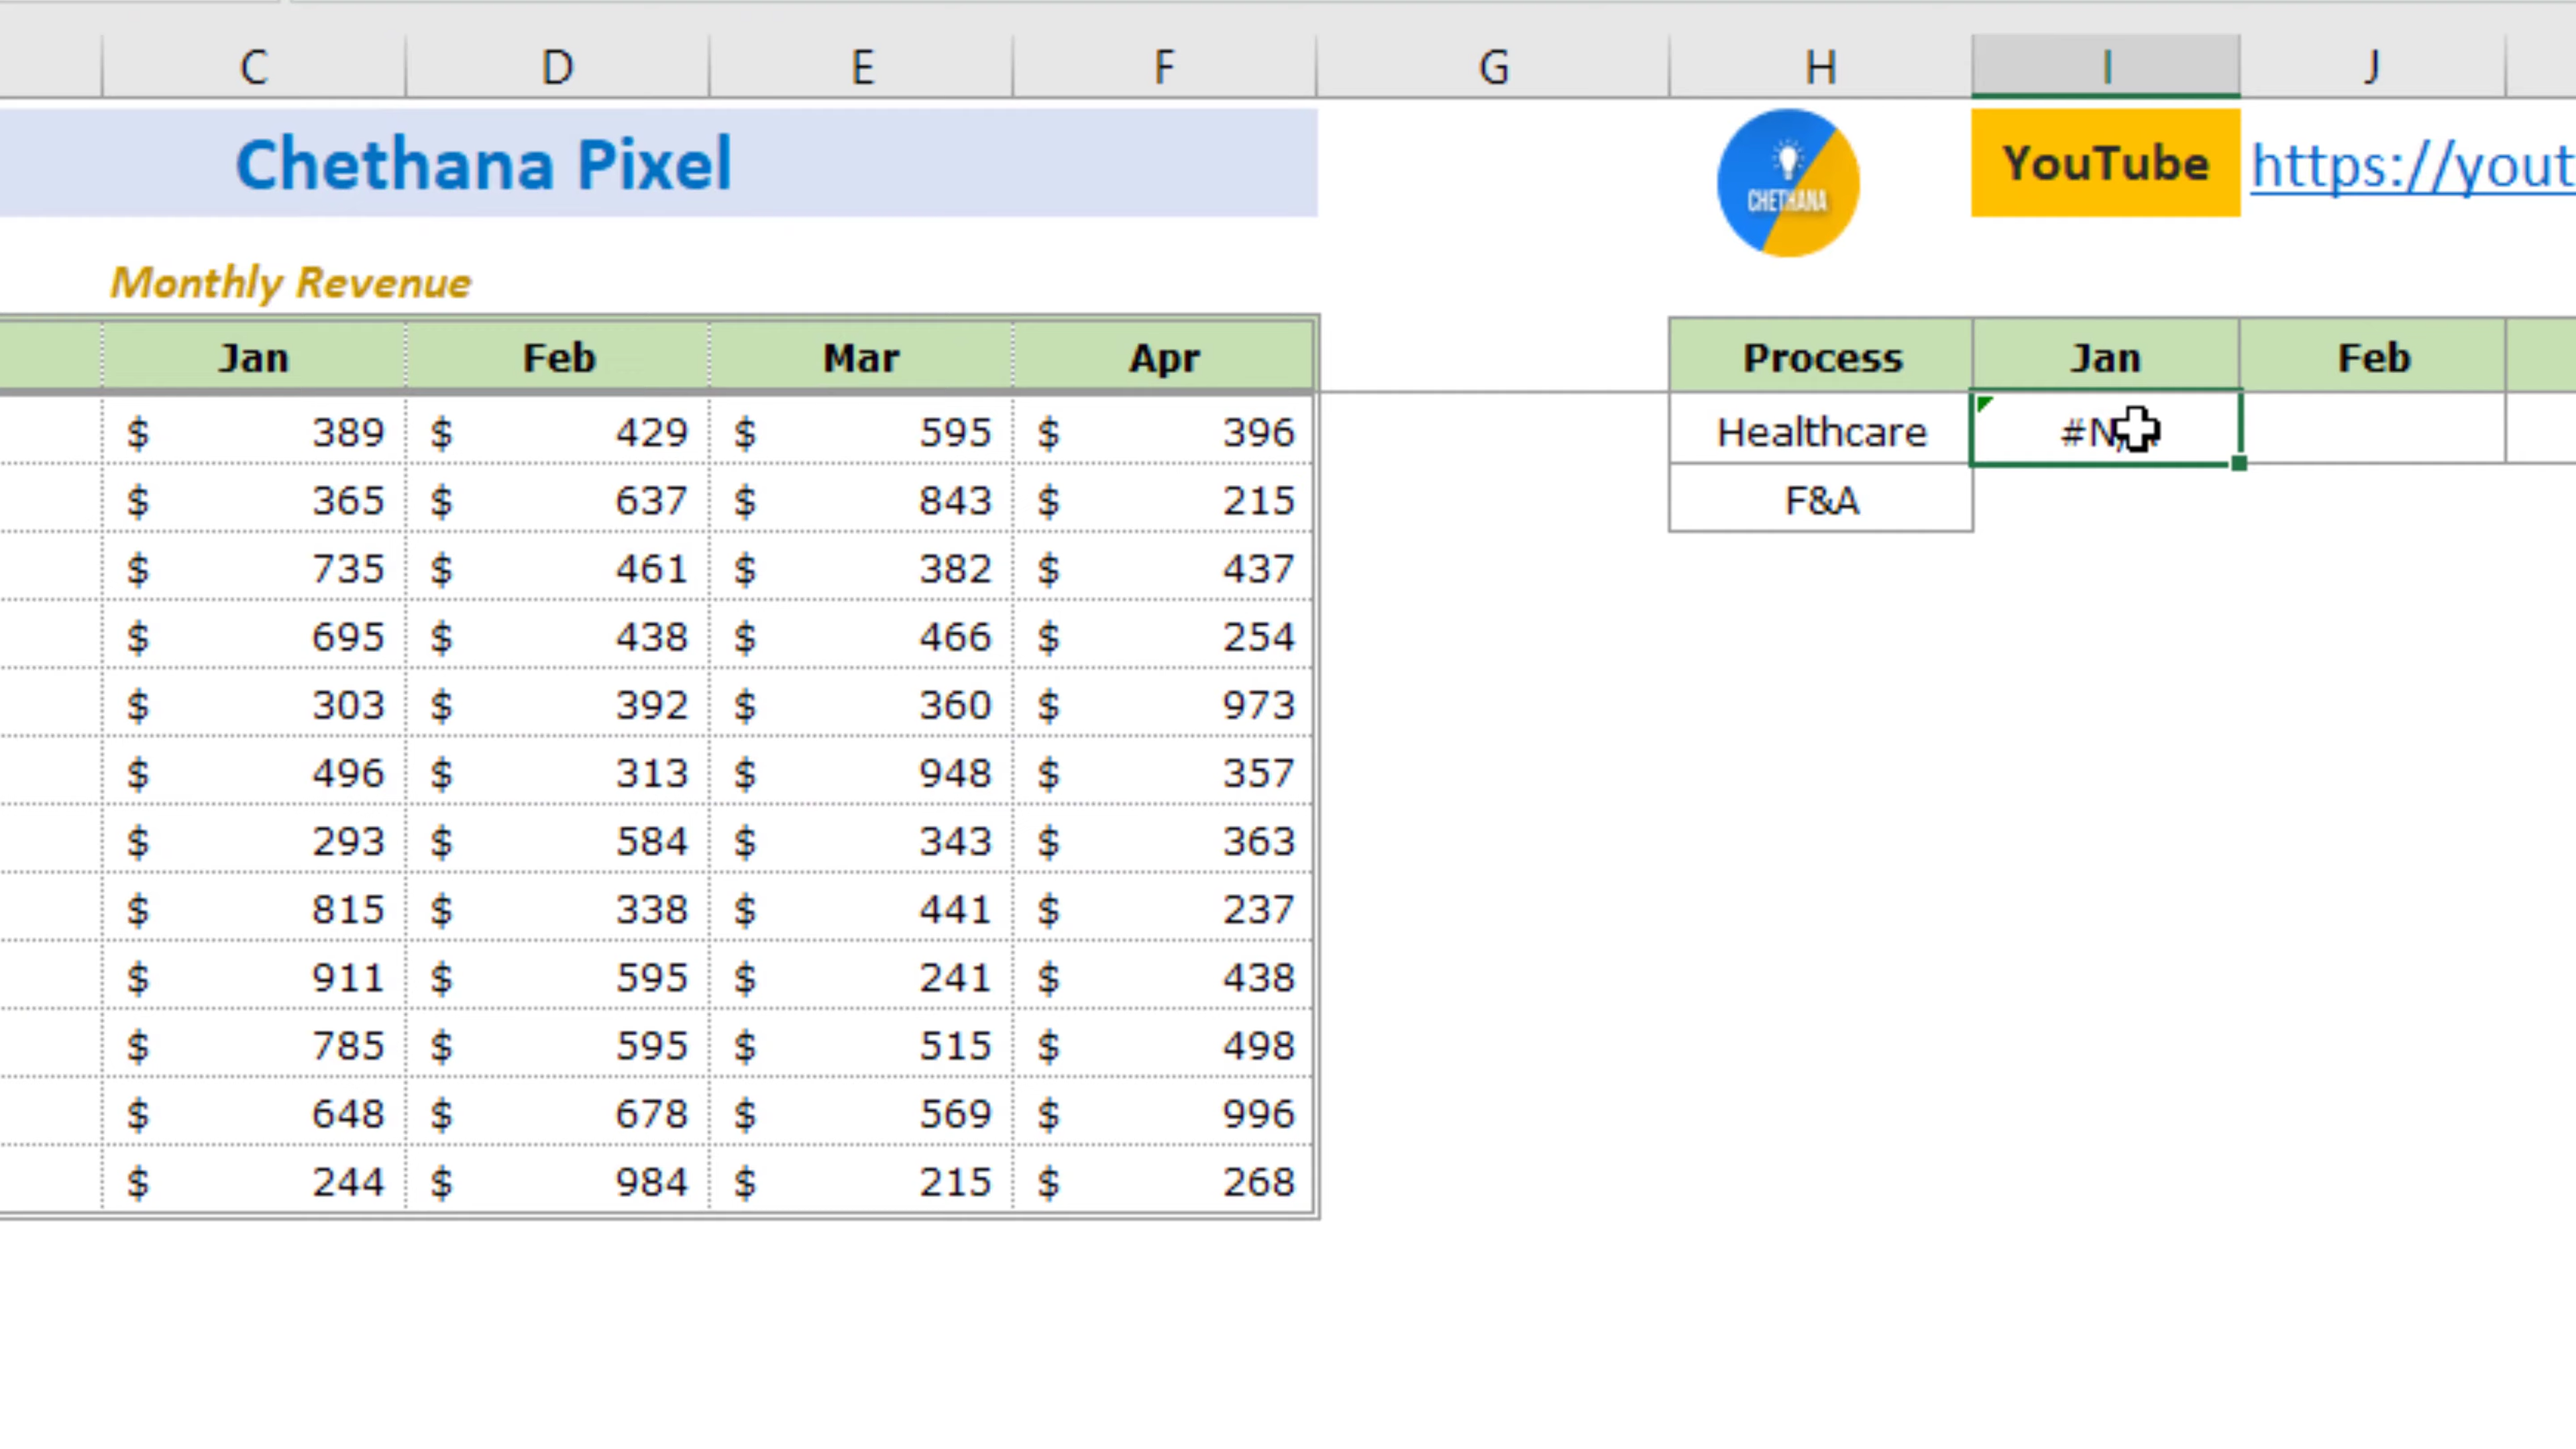 C D E F G H I J
Chethana Pixel
CHETHANA
YouTube https://yout
Monthly Revenue
Jan Feb Mar Apr Process Jan Feb
$ 389 $ 429 $ 595 $ 396 Healthcare
$ 365 $ 637 $ 843 $ 215 F&A
$ 735 $ 461 $ 382 $ 437
$ 695 $ 438 $ 466 $ 254
$ 303 $ 392 $ 360 $ 973
$ 496 $ 313 $ 948 $ 357
$ 293 $ 584 $ 343 $ 363
$ 815 $ 338 $ 441 $ 237
$ 911 $ 595 $ 241 $ 438
$ 785 $ 595 $ 515 $ 498
$ 648 $ 678 $ 569 $ 996
$ 244 $ 984 $ 215 $ 268